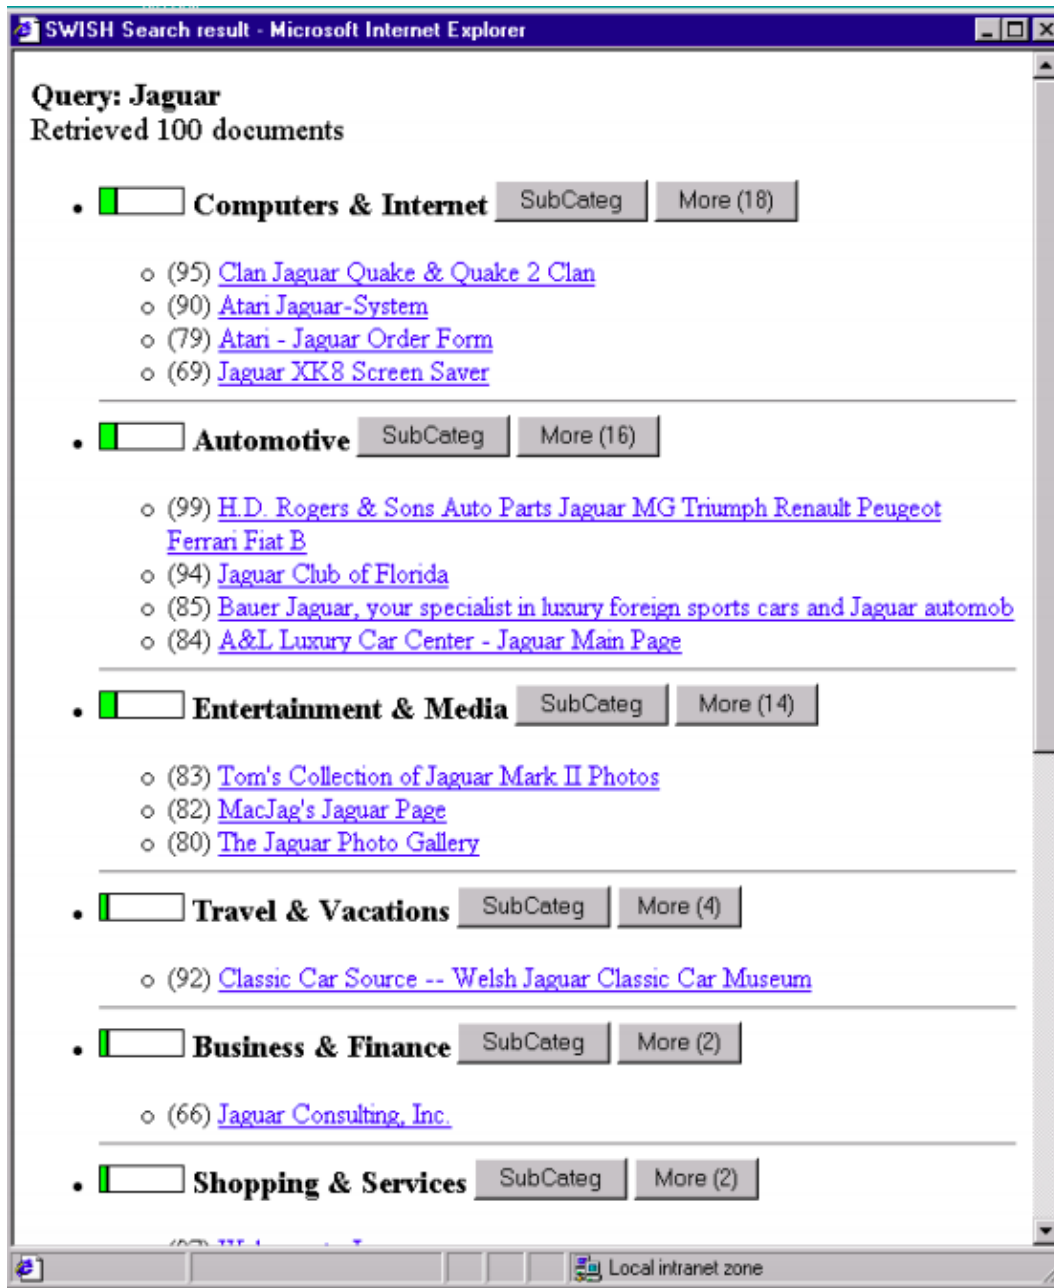 SWISH Search result - Microsoft Internet Explorer
Query: Jaguar
Retrieved 100 documents
Computers & Internet SubCateg More (18)
(95) Clan Jaguar Quake & Quake 2 Clan
(90) Atari Jaguar-System
(79) Atari - Jaguar Order Form
(69) Jaguar XK8 Screen Saver
Automotive SubCateg More (16)
(99) H.D. Rogers & Sons Auto Parts Jaguar MG Triumph Renault Peugeot
Ferrari Fiat B
(94) Jaguar Club of Florida
(85) Bauer Jaguar, your specialist in luxury foreign sports cars and Jaguar automob
(84) A&L Luxury Car Center - Jaguar Main Page
Entertainment & Media SubCateg More (14)
(83) Tom's Collection of Jaguar Mark II Photos
(82) MacJag's Jaguar Page
(80) The Jaguar Photo Gallery
Travel & Vacations SubCateg More (4)
(92) Classic Car Source -- Welsh Jaguar Classic Car Museum
Business & Finance SubCateg More (2)
(66) Jaguar Consulting, Inc.
Shopping & Services SubCateg More (2)
Local intranet zone